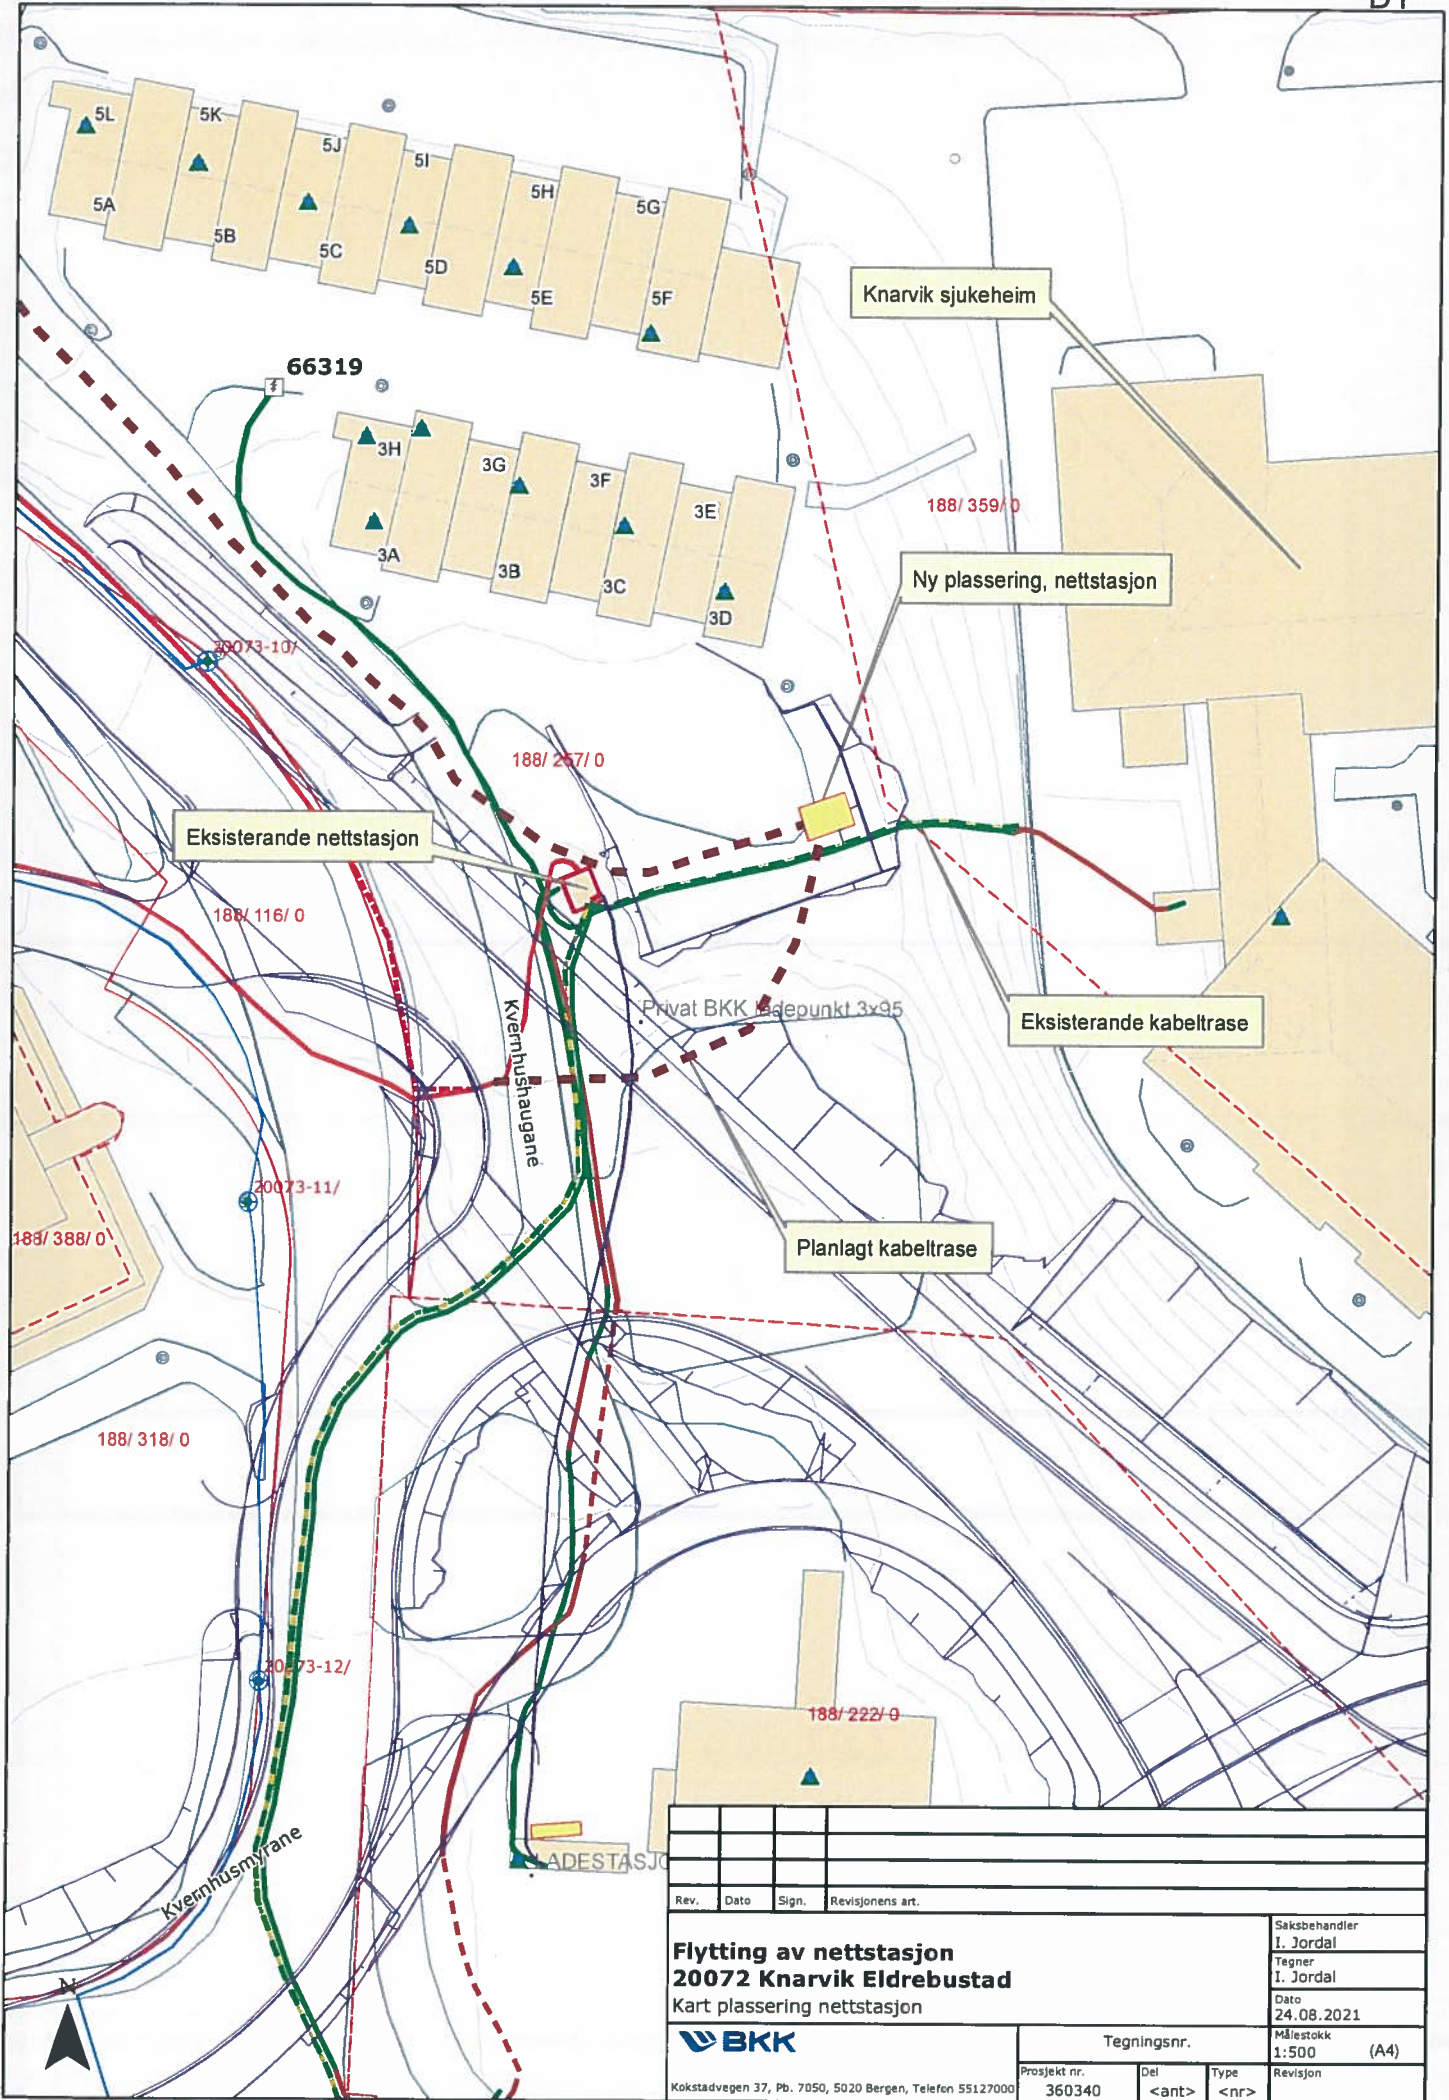 5L
5K
5J
5I
5H
5G
5A
5B
5C
5D
5E
5F
Knarvik sjukeheim
66319
3H
3G
3F
3E
3A
3B
3C
3D
188/ 359/ 0
Ny plassering, nettstasjon
20073-10/
188/ 267/ 0
Eksisterande nettstasjon
188/ 116/ 0
Privat BKK ladepunkt 3x95
Eksisterande kabeltrase
Kvernhushaugane
20073-11/
188/ 388/ 0
Planlagt kabeltrase
188/ 318/ 0
20073-12/
188/ 222/ 0
Kvernhusmyrane
LADESTASJO
N
Rev. Dato Sign. Revisjonens art.
Flytting av nettstasjon
20072 Knarvik Eldrebustad
Kart plassering nettstasjon
Saksbehandler
I. Jordal
Tegner
I. Jordal
Dato
24.08.2021
BKK
Kokstadvegen 37, Pb. 7050, 5020 Bergen, Telefon 55127000
Tegningsnr.
Målestokk
1:500 (A4)
Prosjekt nr. Del Type Revisjon
360340 <ant> <nr>